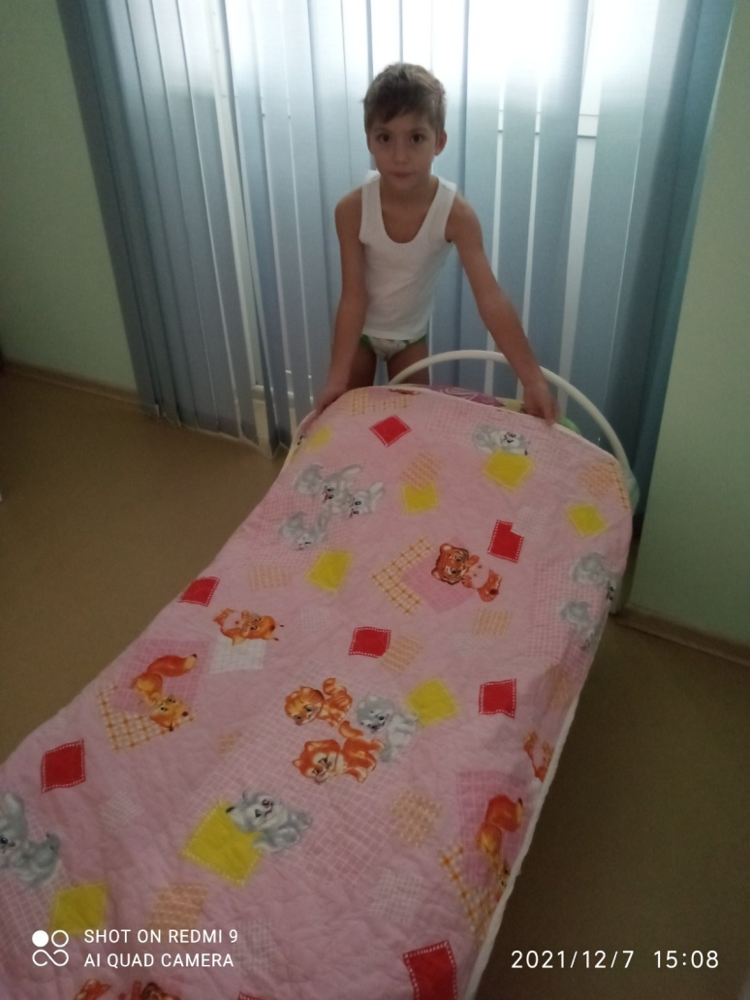 SHOT ON REDMI 9
AI QUAD CAMERA
2021/12/7 15:08